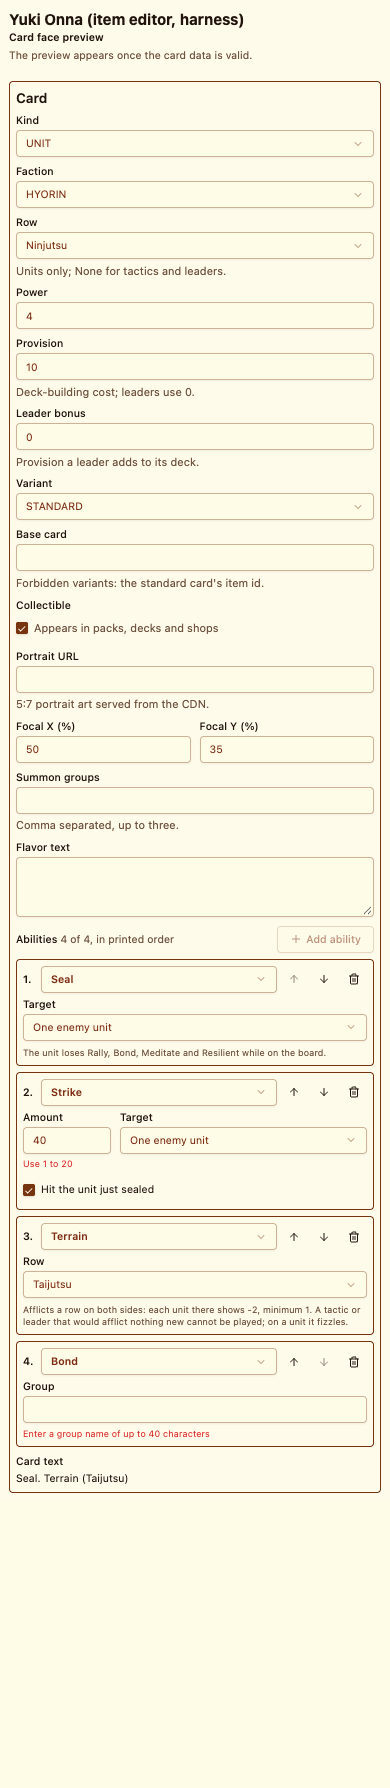 Yuki Onna (item editor, harness)
Card face preview
The preview appears once the card data is valid.
Card
Kind
UNIT
Faction
HYORIN
Row
Ninjutsu
Units only; None for tactics and leaders.
Power
4
Provision
10
Deck-building cost; leaders use 0.
Leader bonus
0
Provision a leader adds to its deck.
Variant
STANDARD
Base card
Forbidden variants: the standard card's item id.
Collectible
Appears in packs, decks and shops
Portrait URL
5:7 portrait art served from the CDN.
Focal X (%) Focal Y (%)
50 35
Summon groups
Comma separated, up to three.
Flavor text
Abilities 4 of 4, in printed order + Add ability
1. Seal
Target
One enemy unit
The unit loses Rally, Bond, Meditate and Resilient while on the board.
2. Strike
Amount Target
40 One enemy unit
Use 1 to 20
Hit the unit just sealed
3. Terrain
Row
Taijutsu
Afflicts a row on both sides: each unit there shows -2, minimum 1. A tactic or
leader that would afflict nothing new cannot be played; on a unit it fizzles.
4. Bond
Group
Enter a group name of up to 40 characters
Card text
Seal. Terrain (Taijutsu)